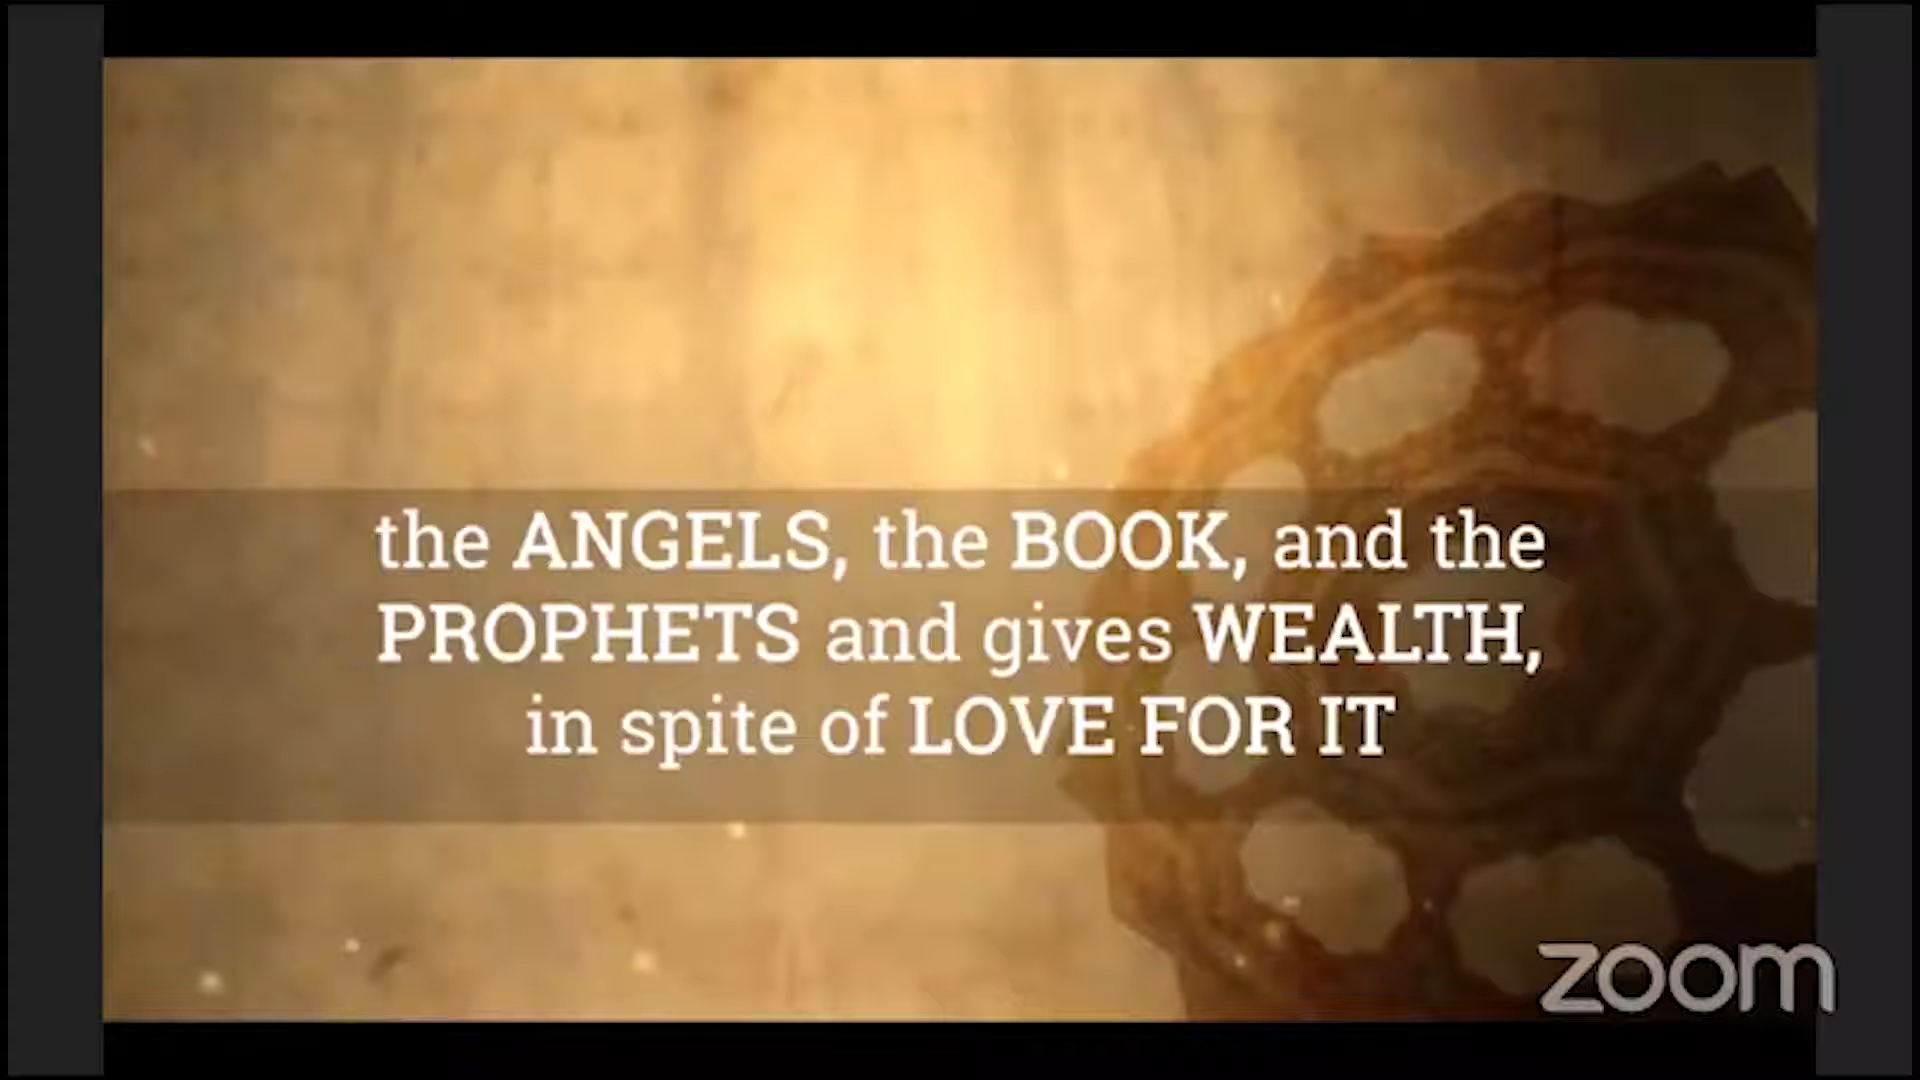 the ANGELS, the BOOK, and the
PROPHETS and gives WEALTH,
in spite of LOVE FOR IT
zoom